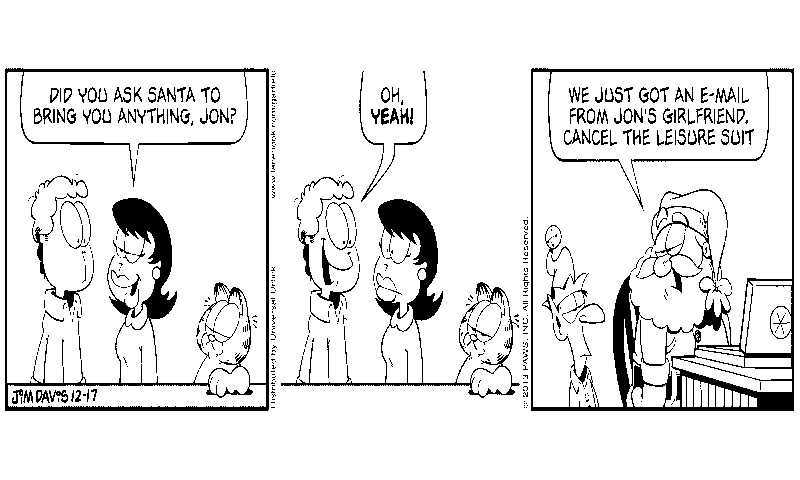 DID YOU ASK SANTA TO
BRING YOU ANYTHING, JON?
JIM DAVIS 12-17
OH,
YEAH!
WE JUST GOT AN E-MAIL
FROM JON'S GIRLFRIEND.
CANCEL THE LEISURE SUIT
© 2013 PAWS, INC. All Rights Reserved.
Distributed by Universal Uclick